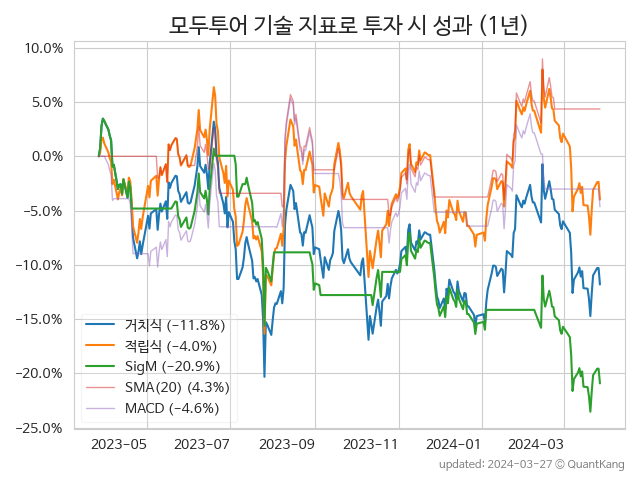 모두투어 기술 지표로 투자 시 성과 (1년)
10.0%
5.0%
0.0%
−5.0%
−10.0%
−15.0%
−20.0%
−25.0%
거치식 (−11.8%)
적립식 (−4.0%)
SigM (−20.9%)
SMA(20) (4.3%)
MACD (−4.6%)
2023-05 2023-07 2023-09 2023-11 2024-01 2024-03
updated: 2024-03-27 © QuantKang